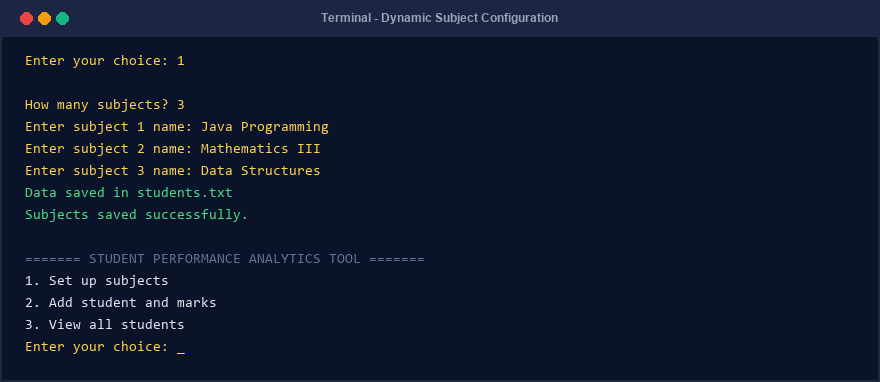 Terminal - Dynamic Subject Configuration
Enter your choice: 1
How many subjects? 3
Enter subject 1 name: Java Programming
Enter subject 2 name: Mathematics III
Enter subject 3 name: Data Structures
Data saved in students.txt
Subjects saved successfully.
======= STUDENT PERFORMANCE ANALYTICS TOOL =======
1. Set up subjects
2. Add student and marks
3. View all students
Enter your choice: _